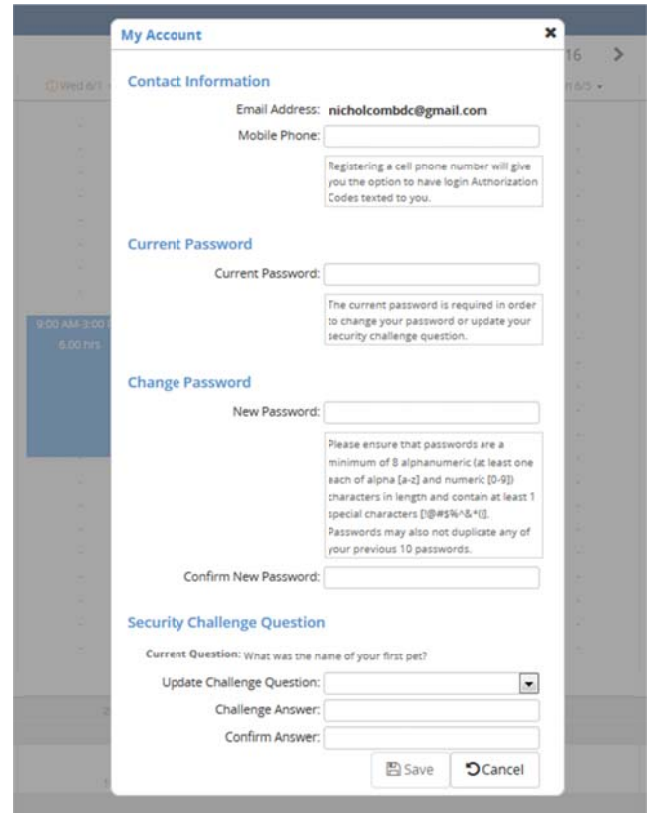 My Account
16
Wed 6/1
6/5
Contact Information
Email Address: nicholcombdc@gmail.com
Mobile Phone:
Registering a cell phone number will give
you the option to have login Authorization
Codes texted to you.
Current Password
Current Password:
The current password is required in order
to change your password or update your
security challenge question.
9:00 AM-3:00
6.00 hrs
Change Password
New Password:
Please ensure that passwords are a
minimum of 8 alphanumeric (at least one
each of alpha [a-z] and numeric [0-9])
characters in length and contain at least 1
special characters [!@#$%^&*()].
Passwords may also not duplicate any of
your previous 10 passwords.
Confirm New Password:
Security Challenge Question
Current Question: What was the name of your first pet?
Update Challenge Question:
Challenge Answer:
Confirm Answer:
Save Cancel